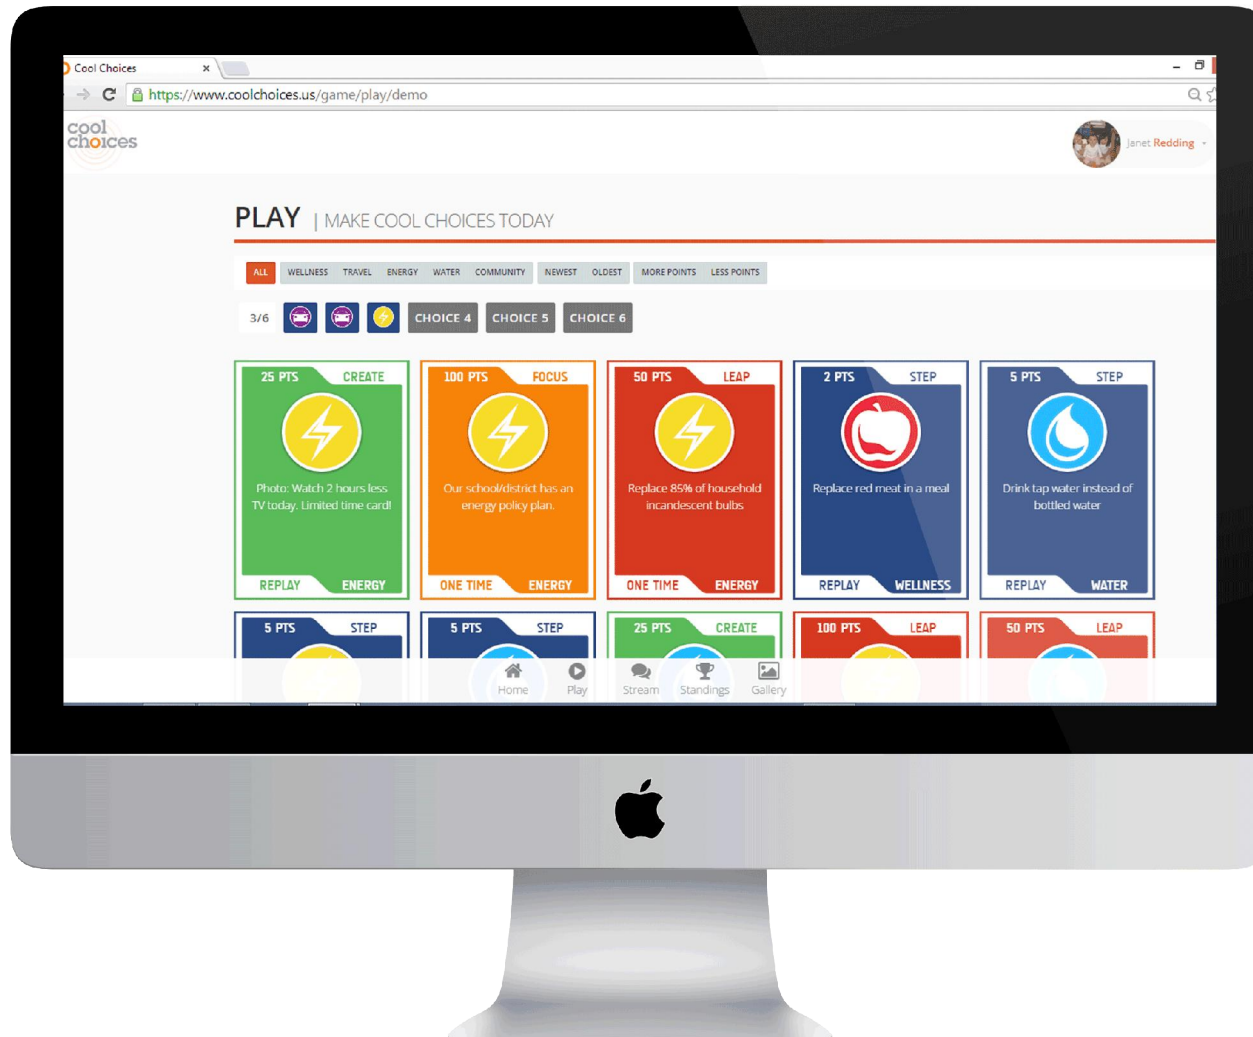 Cool Choices
https://www.coolchoices.us/game/play/demo
cool
choices
Janet Redding
PLAY | MAKE COOL CHOICES TODAY
ALL WELLNESS TRAVEL ENERGY WATER COMMUNITY NEWEST OLDEST MORE POINTS LESS POINTS
3/6 CHOICE 4 CHOICE 5 CHOICE 6
25 PTS CREATE
Photo: Watch 2 hours less
TV today. Limited time card!
REPLAY ENERGY
100 PTS FOCUS
Our school/district has an
energy policy plan.
ONE TIME ENERGY
50 PTS LEAP
Replace 85% of household
incandescent bulbs
ONE TIME ENERGY
2 PTS STEP
Replace red meat in a meal
REPLAY WELLNESS
5 PTS STEP
Drink tap water instead of
bottled water
REPLAY WATER
5 PTS STEP
5 PTS STEP
25 PTS CREATE
100 PTS LEAP
50 PTS LEAP
Home Play Stream Standings Gallery